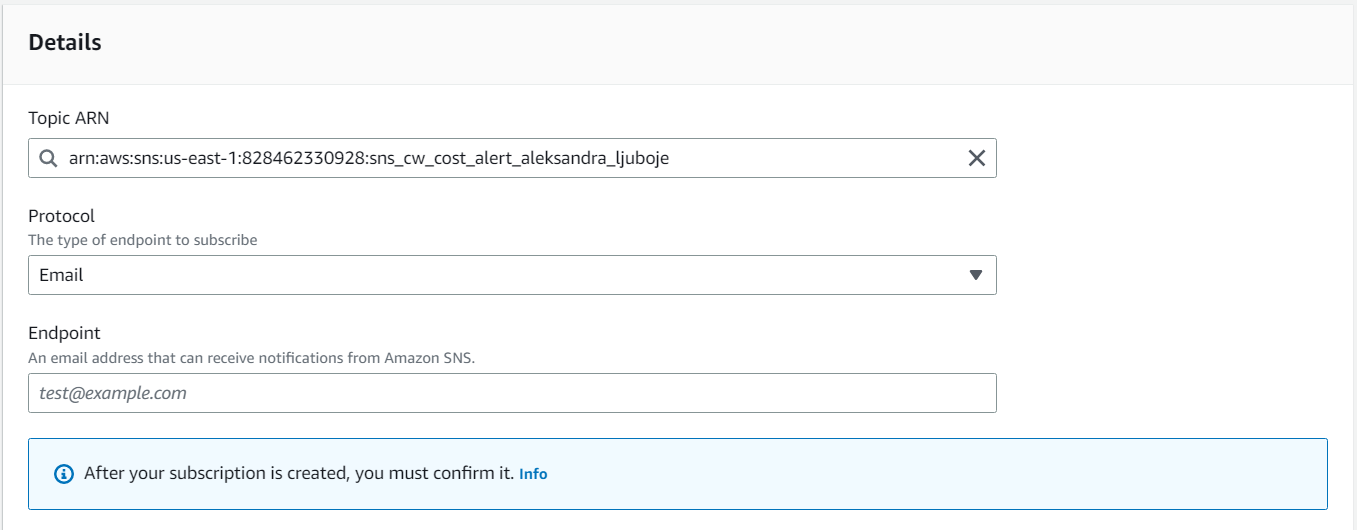 Details
Topic ARN
arn:aws:sns:us-east-1:828462330928:sns_cw_cost_alert_aleksandra_ljuboje
Protocol
The type of endpoint to subscribe
Email
Endpoint
An email address that can receive notifications from Amazon SNS.
test@example.com
After your subscription is created, you must confirm it. Info